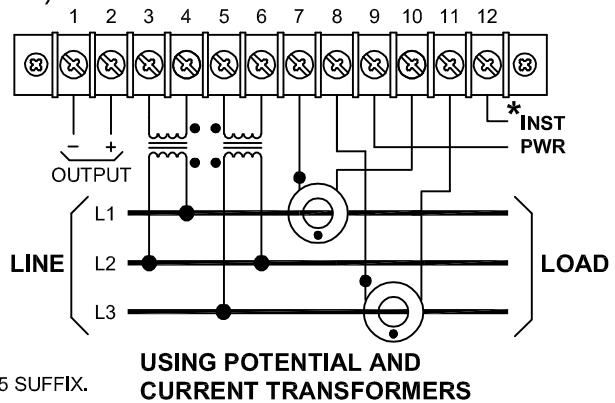 1 2 3 4 5 6 7 8 9 10 11 12
*INST
PWR
− +
OUTPUT
L1
LINE L2 LOAD
L3
USING POTENTIAL AND
5 SUFFIX. CURRENT TRANSFORMERS